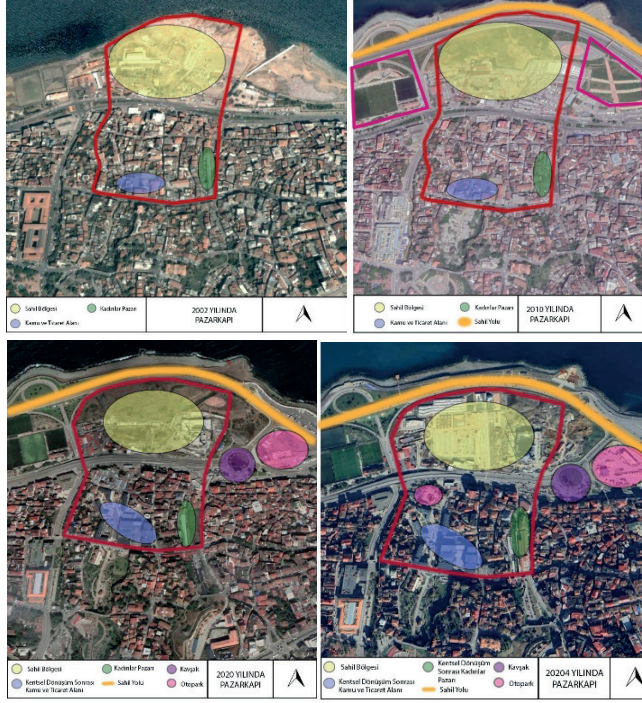 Sahil Bölgesi
Kadınlar Pazarı
Kamu ve Ticaret Alanı
2002 YILINDA
PAZARKAPI
Sahil Bölgesi
Kadınlar Pazarı
Kamu ve Ticaret Alanı
Sahil Yolu
2010 YILINDA
PAZARKAPI
Sahil Bölgesi
Kadınlar Pazarı
Kavşak
Kentsel Dönüşüm Sonrası
Kamu ve Ticaret Alanı
Sahil Yolu
Otopark
2020 YILINDA
PAZARKAPI
Sahil Bölgesi
Kentsel Dönüşüm
Sonrası Kadınlar
Pazarı
Kavşak
Kentsel Dönüşüm Sonrası
Kamu ve Ticaret Alanı
Sahil Yolu
Otopark
20204 YILINDA
PAZARKAPI